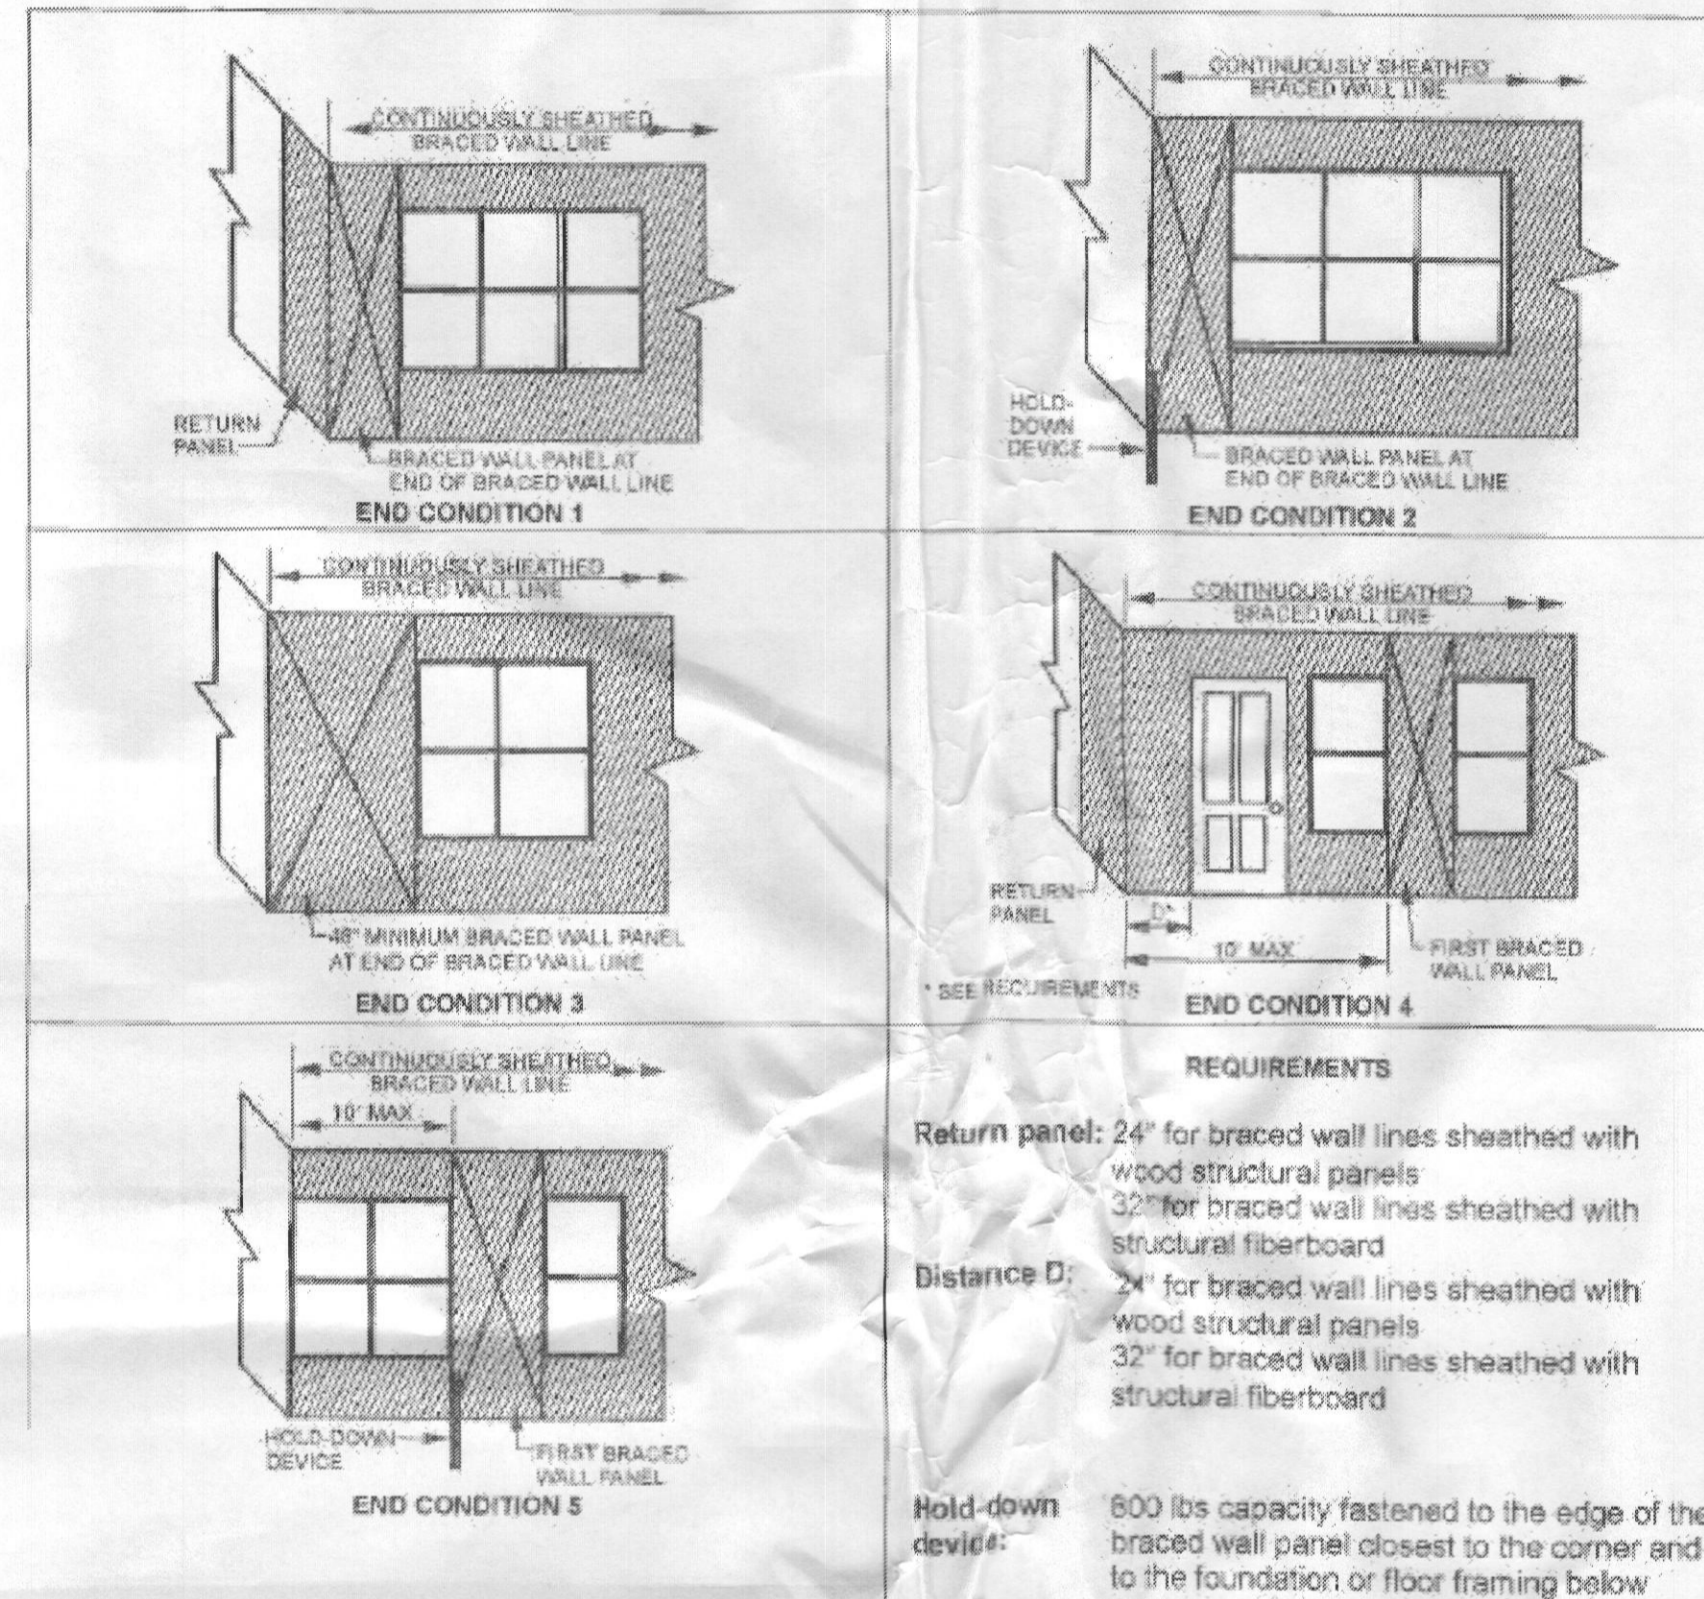 CONTINUOUSLY SHEATHED
BRACED WALL LINE
RETURN
PANEL
BRACED WALL PANEL AT
END OF BRACED WALL LINE
END CONDITION 1
CONTINUOUSLY SHEATHED
BRACED WALL LINE
HOLD-
DOWN
DEVICE
BRACED WALL PANEL AT
END OF BRACED WALL LINE
END CONDITION 2
CONTINUOUSLY SHEATHED
BRACED WALL LINE
48" MINIMUM BRACED WALL PANEL
AT END OF BRACED WALL LINE
END CONDITION 3
CONTINUOUSLY SHEATHED
BRACED WALL LINE
RETURN
PANEL
D*
10' MAX
FIRST BRACED
WALL PANEL
* SEE REQUIREMENTS
END CONDITION 4
CONTINUOUSLY SHEATHED
BRACED WALL LINE
10' MAX
HOLD-DOWN
DEVICE
FIRST BRACED
WALL PANEL
END CONDITION 5
REQUIREMENTS
Return panel: 24" for braced wall lines sheathed with
wood structural panels
32" for braced wall lines sheathed with
structural fiberboard
Distance D: 24" for braced wall lines sheathed with
wood structural panels
32" for braced wall lines sheathed with
structural fiberboard
Hold-down 800 lbs capacity fastened to the edge of the
device: braced wall panel closest to the corner and
to the foundation or floor framing below